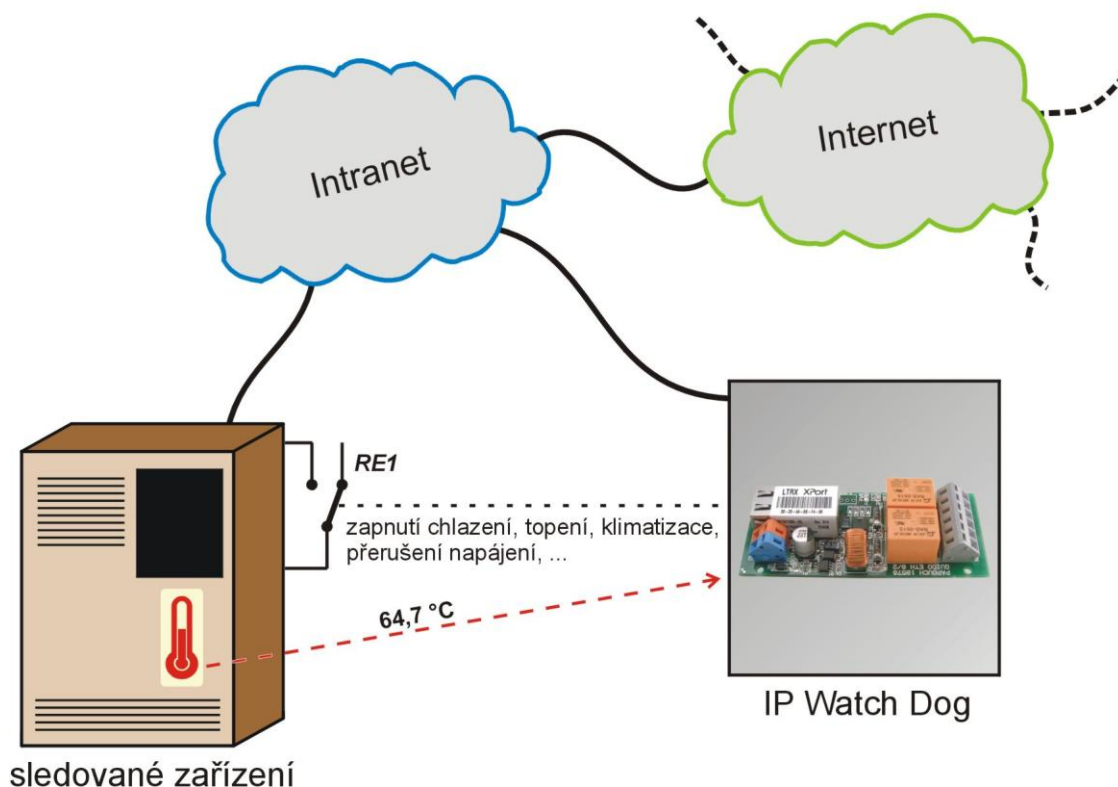 Intranet
Internet
RE1
zapnutí chlazení, topení, klimatizace,
přerušení napájení, ...
64,7 °C
LTRX XPort
IP Watch Dog
sledované zařízení